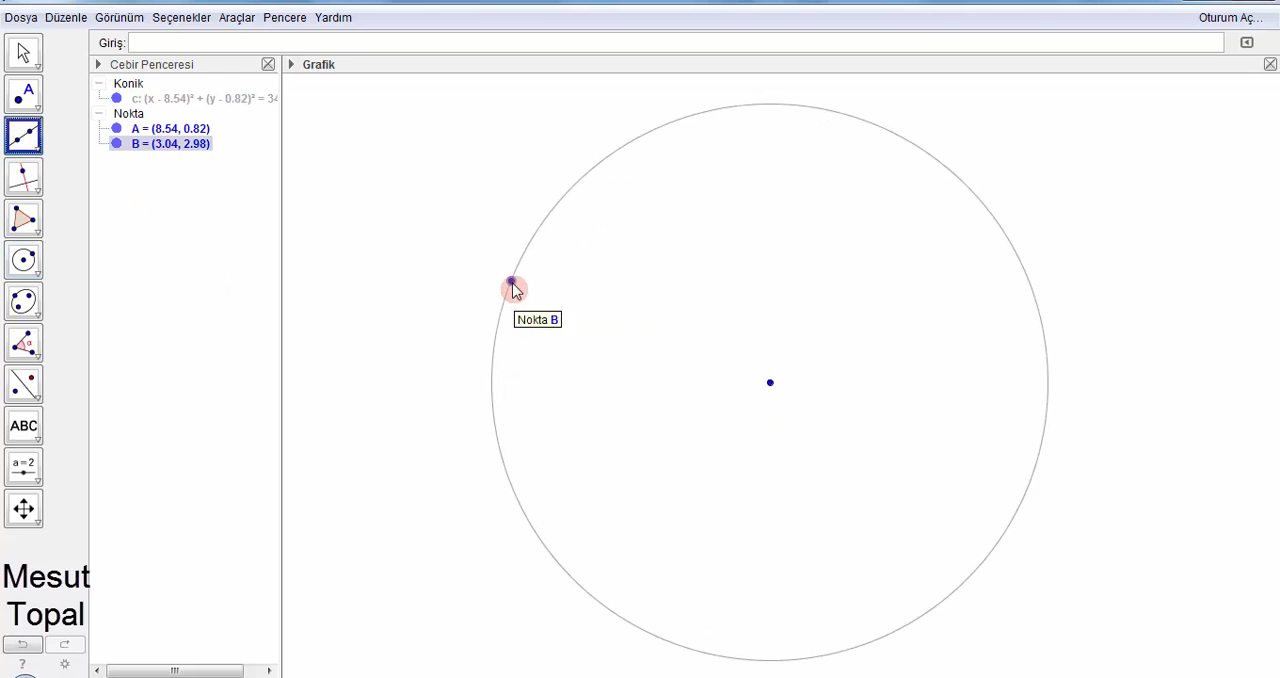 Dosya Düzenle Görünüm Seçenekler Araçlar Pencere Yardım Oturum Aç...
Giriş:
Cebir Penceresi Grafik
Konik
c: (x - 8.54)² + (y - 0.82)² = 34
Nokta
A = (8.54, 0.82)
B = (3.04, 2.98)
A
Nokta B
α
ABC
a = 2
Mesut
Topal
?